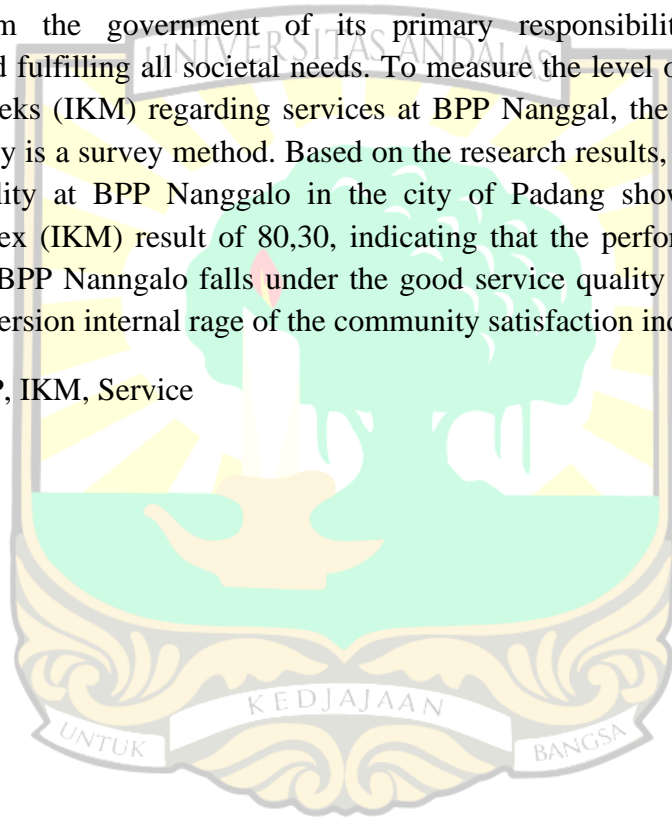 m the government of its primary responsibilit
d fulfilling all societal needs. To measure the level o
eks (IKM) regarding services at BPP Nanggal, the
y is a survey method. Based on the research results,
lity at BPP Nanggalo in the city of Padang show
ex (IKM) result of 80,30, indicating that the perfor
BPP Nanngalo falls under the good service quality
ersion internal rage of the community satisfaction ind
P, IKM, Service
UNIVERSITAS ANDALAS
KEDJAJAAN
UNTUK
BANGSA